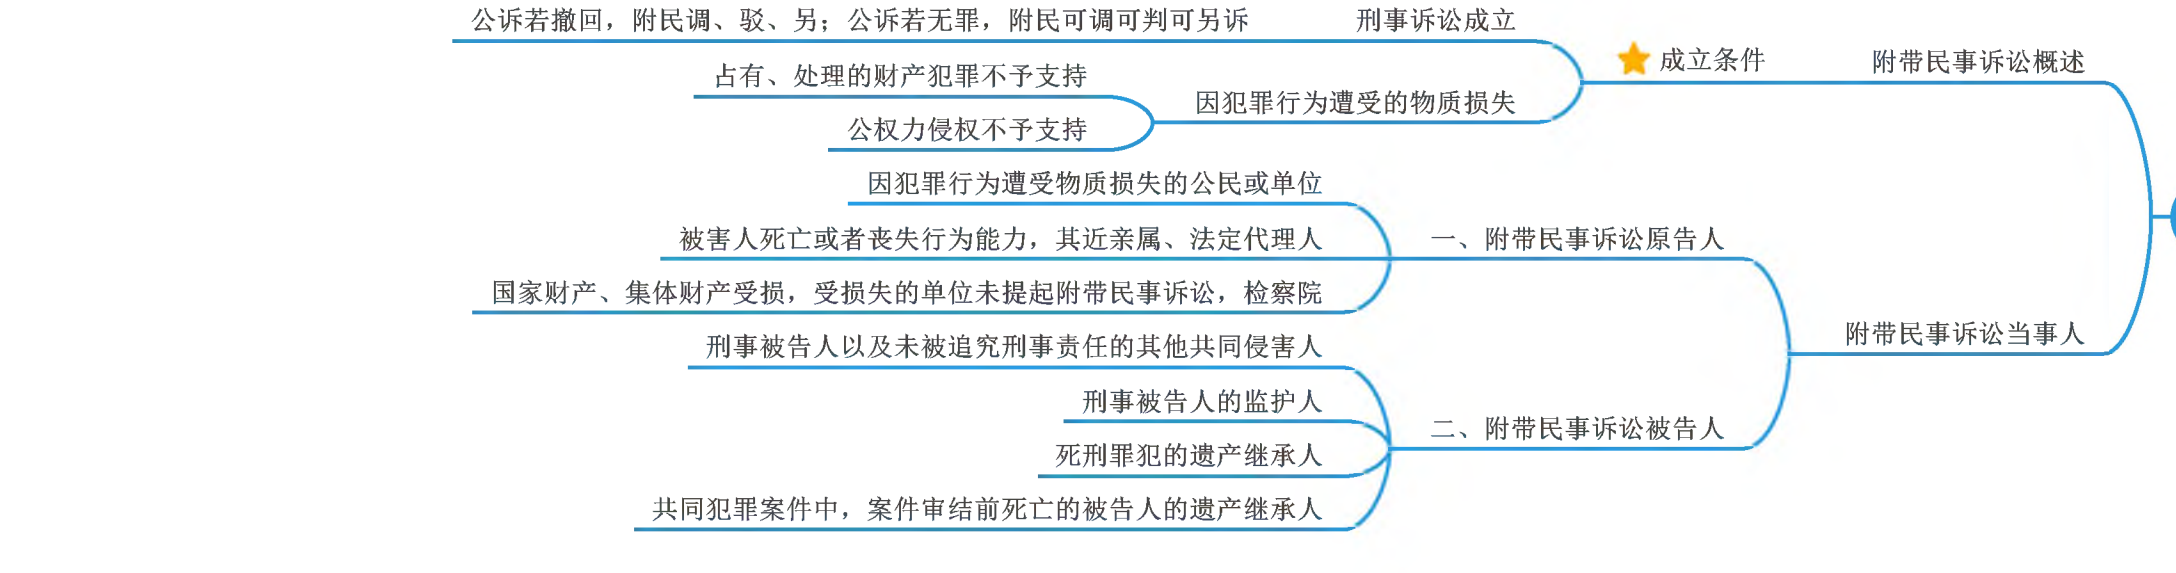 公诉若撤回，附民调、驳、另；公诉若无罪，附民可调可判可另诉
刑事诉讼成立
成立条件
附带民事诉讼概述
占有、处理的财产犯罪不予支持
因犯罪行为遭受的物质损失
公权力侵权不予支持
因犯罪行为遭受物质损失的公民或单位
被害人死亡或者丧失行为能力，其近亲属、法定代理人
一、附带民事诉讼原告人
国家财产、集体财产受损，受损失的单位未提起附带民事诉讼，检察院
附带民事诉讼当事人
刑事被告人以及未被追究刑事责任的其他共同侵害人
刑事被告人的监护人
二、附带民事诉讼被告人
死刑罪犯的遗产继承人
共同犯罪案件中，案件审结前死亡的被告人的遗产继承人